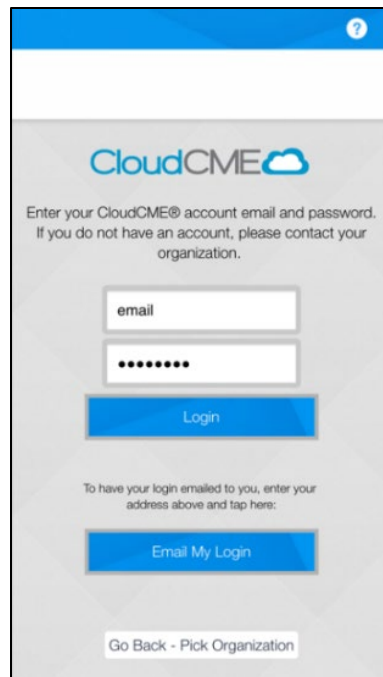 ?
CloudCME
Enter your CloudCME® account email and password.
If you do not have an account, please contact your
organization.
email
••••••••
Login
To have your login emailed to you, enter your
address above and tap here:
Email My Login
Go Back - Pick Organization